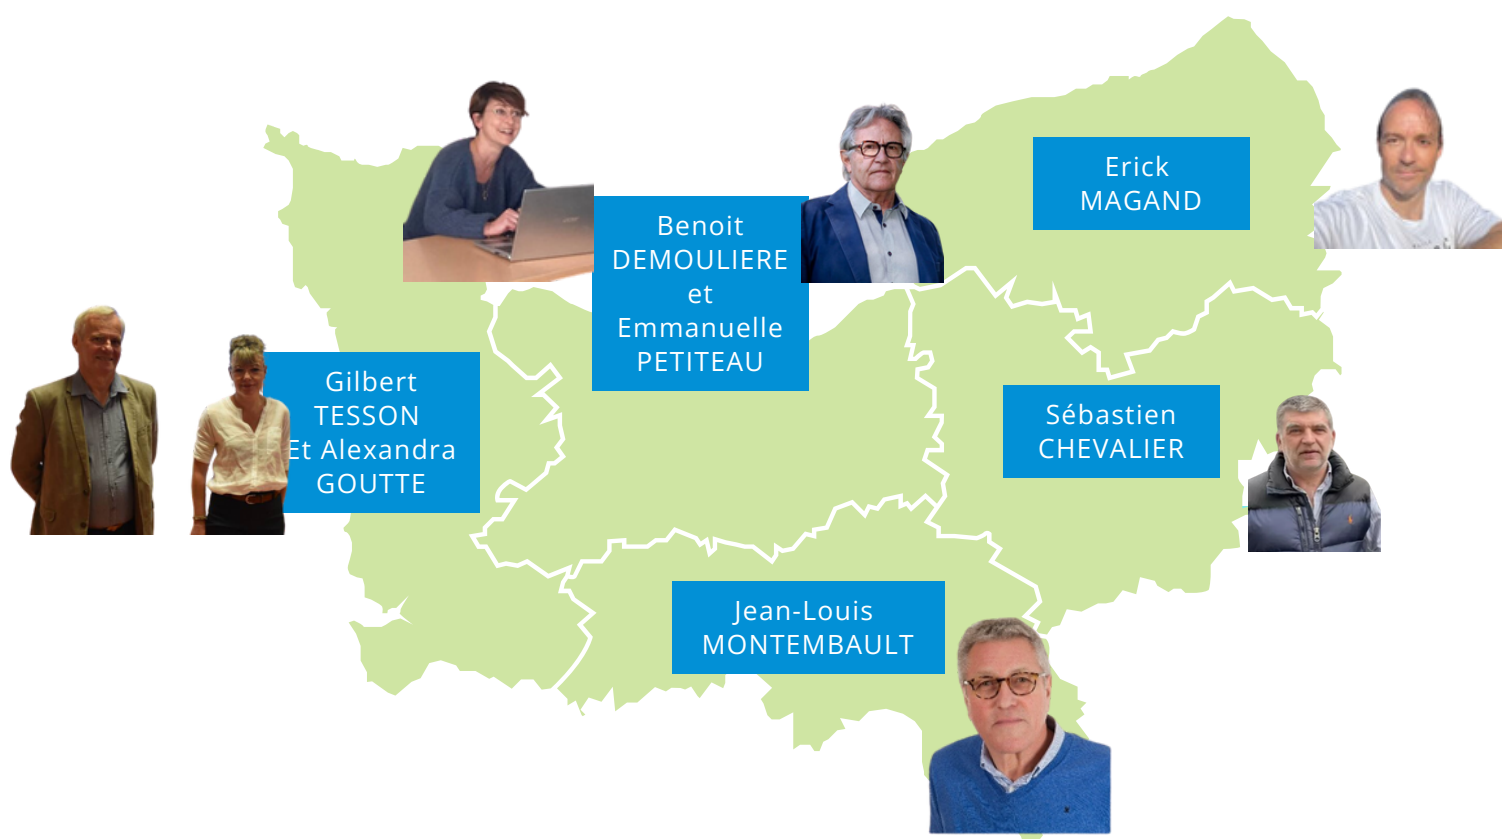 Erick
MAGAND
Benoit
DEMOULIERE
et
Emmanuelle
PETITEAU
Gilbert
TESSON
Et Alexandra
GOUTTE
Sébastien
CHEVALIER
Jean-Louis
MONTEMBAULT